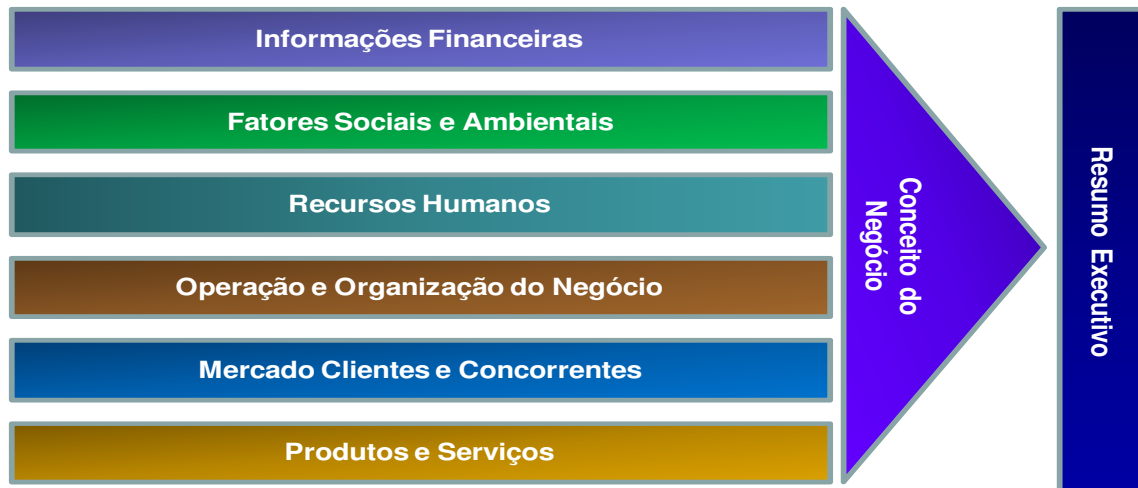 Informações Financeiras
Fatores Sociais e Ambientais
Recursos Humanos
Operação e Organização do Negócio
Mercado Clientes e Concorrentes
Produtos e Serviços
Conceito do
Negócio
Resumo Executivo